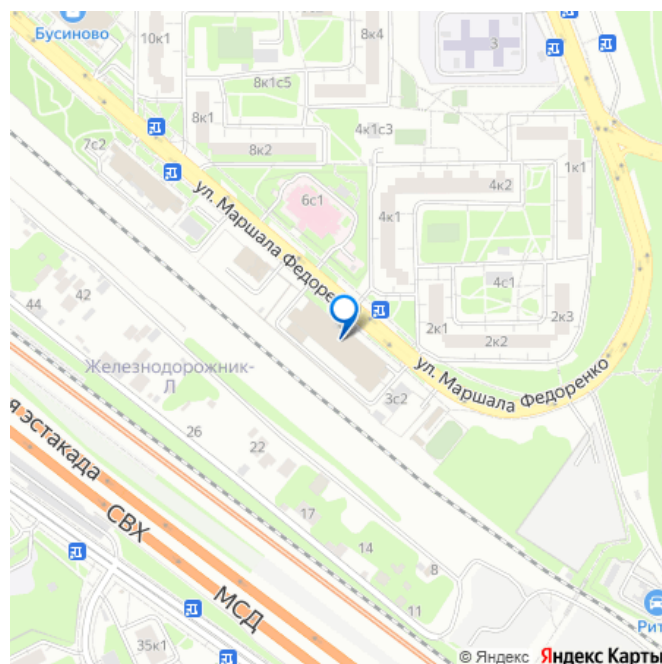 Бусиново
10к1
8к4
3
8к1с5
8к1
4к1с3
7с2
8к2
1к1
4к2
6с1
4к1
ул. Маршала Федоре
4с1
42
44
2к1
2к3
2к2
ул. Маршала Федоренко
Железнодорожник-
Л
3с2
я эстакада
26
22
СВХ
17
14
8
МСД
11
Рит
35к1
© Яндекс Яндекс Карты